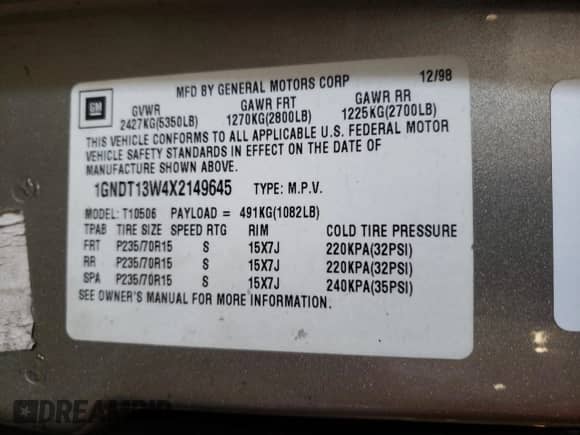 MFD BY GENERAL MOTORS CORP 12/98
GM
GVWR GAWR FRT GAWR RR
2427KG(5350LB) 1270KG(2800LB) 1225KG(2700LB)
THIS VEHICLE CONFORMS TO ALL APPLICABLE U.S. FEDERAL MOTOR
VEHICLE SAFETY STANDARDS IN EFFECT ON THE DATE OF
MANUFACTURE SHOWN ABOVE.
1GNDT13W4X2149645 TYPE: M.P.V.
MODEL: T10506 PAYLOAD = 491KG(1082LB)
TPAB TIRE SIZE SPEED RTG RIM COLD TIRE PRESSURE
FRT P235/70R15 S 15X7J 220KPA(32PSI)
RR P235/70R15 S 15X7J 220KPA(32PSI)
SPA P235/70R15 S 15X7J 240KPA(35PSI)
SEE OWNER'S MANUAL FOR MORE INFORMATION.
DREAMBID